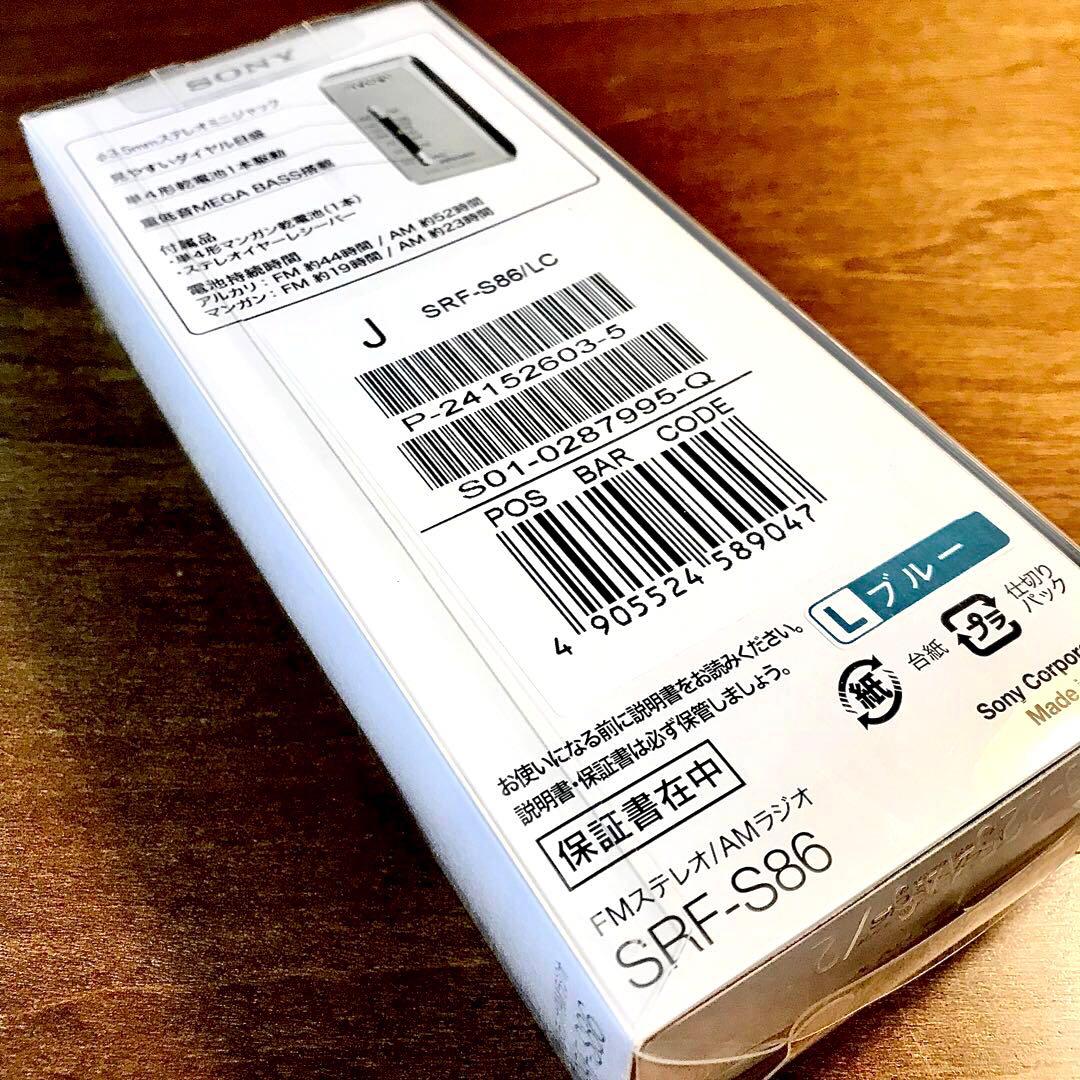 SONY
φ3.5mmステレオミニジャック
見やすいダイヤル目盛
単4形乾電池1本駆動
重低音MEGA BASS搭載
付属品
・単4形マンガン乾電池(1本)
・ステレオイヤーレシーバー
電池持続時間
アルカリ：FM 約44時間 / AM 約52時間
マンガン：FM 約19時間 / AM 約23時間
J SRF-S86/LC
P-24152603-5
S01-0287995-Q
POS BAR CODE
4 905524 589047
L ブルー
紙 台紙
プラ 仕切り
パック
お使いになる前に説明書をお読みください。
説明書・保証書は必ず保管しましょう。
Sony
Made
保証書在中
FMステレオ/AMラジオ
SRF-S86